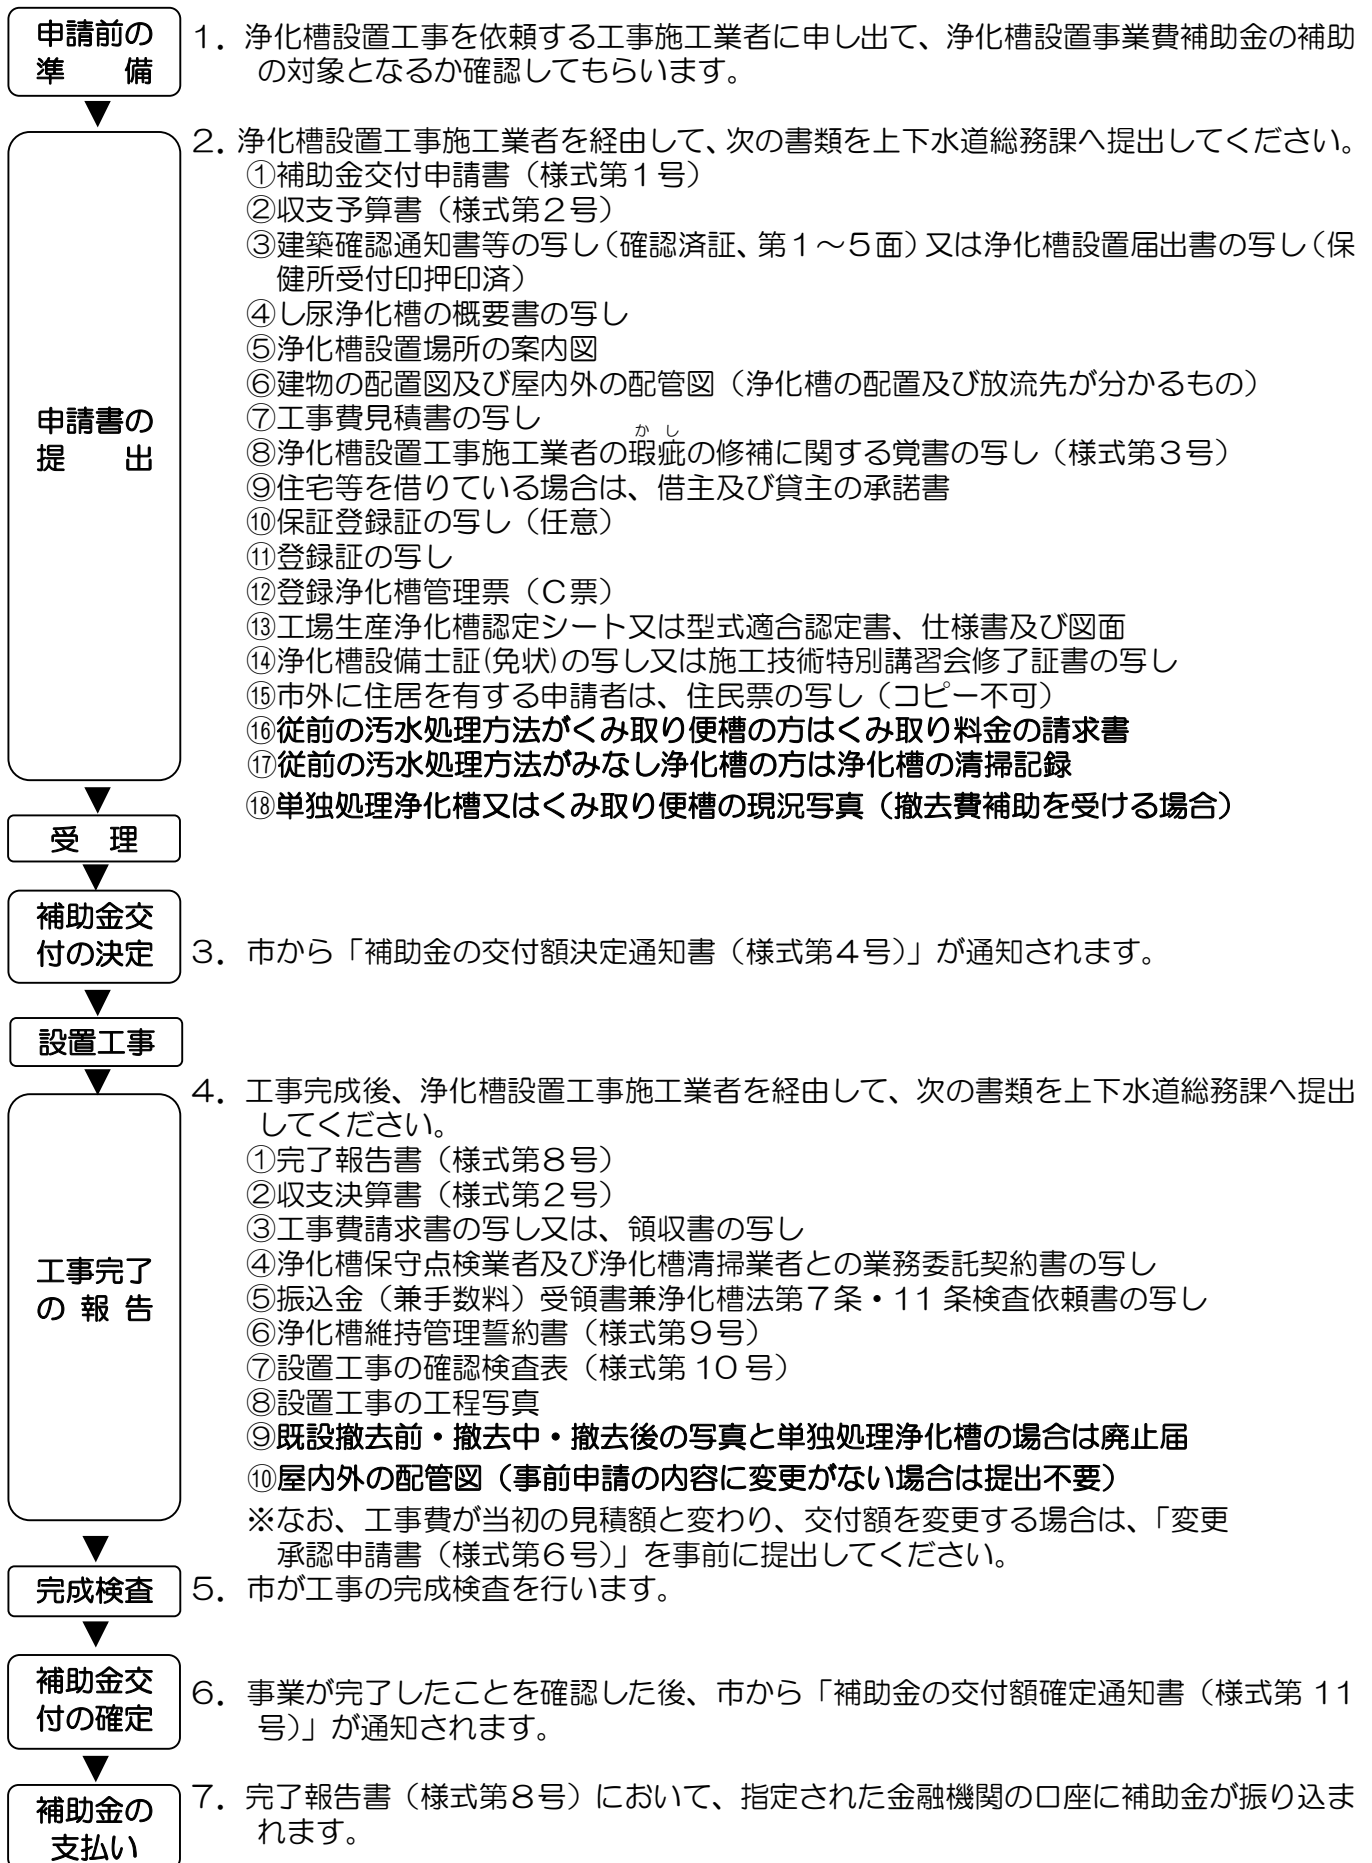 申請前の
準　　備
1．浄化槽設置工事を依頼する工事施工業者に申し出て、浄化槽設置事業費補助金の補助
の対象となるか確認してもらいます。
▼
申請書の
提　　出
2．浄化槽設置工事施工業者を経由して、次の書類を上下水道総務課へ提出してください。
①補助金交付申請書（様式第１号）
②収支予算書（様式第２号）
③建築確認通知書等の写し（確認済証、第１～５面）又は浄化槽設置届出書の写し（保
健所受付印押印済）
④し尿浄化槽の概要書の写し
⑤浄化槽設置場所の案内図
⑥建物の配置図及び屋内外の配管図（浄化槽の配置及び放流先が分かるもの）
⑦工事費見積書の写し
か し
⑧浄化槽設置工事施工業者の瑕疵の修補に関する覚書の写し（様式第３号）
⑨住宅等を借りている場合は、借主及び貸主の承諾書
⑩保証登録証の写し（任意）
⑪登録証の写し
⑫登録浄化槽管理票（Ｃ票）
⑬工場生産浄化槽認定シート又は型式適合認定書、仕様書及び図面
⑭浄化槽設備士証(免状)の写し又は施工技術特別講習会修了証書の写し
⑮市外に住居を有する申請者は、住民票の写し（コピー不可）
⑯従前の汚水処理方法がくみ取り便槽の方はくみ取り料金の請求書
⑰従前の汚水処理方法がみなし浄化槽の方は浄化槽の清掃記録
⑱単独処理浄化槽又はくみ取り便槽の現況写真（撤去費補助を受ける場合）
▼
受　理
▼
補助金交
付の決定
3．市から「補助金の交付額決定通知書（様式第４号）」が通知されます。
▼
設置工事
▼
工事完了
の 報 告
4．工事完成後、浄化槽設置工事施工業者を経由して、次の書類を上下水道総務課へ提出
してください。
①完了報告書（様式第８号）
②収支決算書（様式第２号）
③工事費請求書の写し又は、領収書の写し
④浄化槽保守点検業者及び浄化槽清掃業者との業務委託契約書の写し
⑤振込金（兼手数料）受領書兼浄化槽法第７条・11 条検査依頼書の写し
⑥浄化槽維持管理誓約書（様式第９号）
⑦設置工事の確認検査表（様式第 10 号）
⑧設置工事の工程写真
⑨既設撤去前・撤去中・撤去後の写真と単独処理浄化槽の場合は廃止届
⑩屋内外の配管図（事前申請の内容に変更がない場合は提出不要）
※なお、工事費が当初の見積額と変わり、交付額を変更する場合は、「変更
承認申請書（様式第６号）」を事前に提出してください。
▼
完成検査
5．市が工事の完成検査を行います。
▼
補助金交
付の確定
6．事業が完了したことを確認した後、市から「補助金の交付額確定通知書（様式第 11
号）」が通知されます。
▼
補助金の
支払い
7．完了報告書（様式第８号）において、指定された金融機関の口座に補助金が振り込ま
れます。